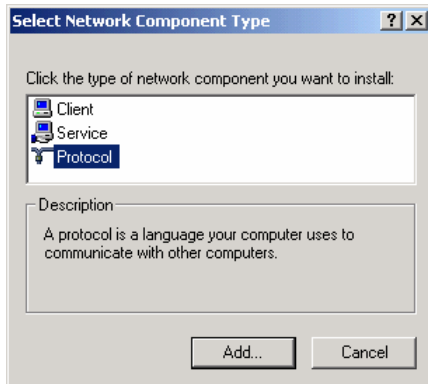 Select Network Component Type
Click the type of network component you want to install:
Client
Service
Protocol
Description
A protocol is a language your computer uses to
communicate with other computers.
Add... Cancel